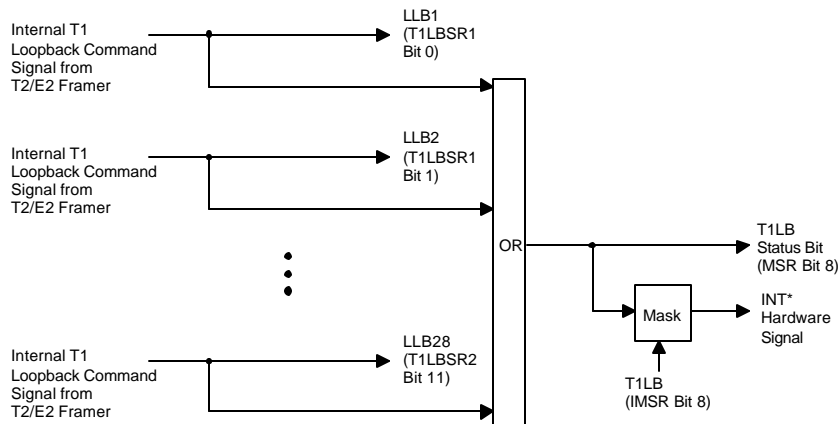 Internal T1
Loopback Command
Signal from
T2/E2 Framer
LLB1
(T1LBSR1
Bit 0)
Internal T1
Loopback Command
Signal from
T2/E2 Framer
LLB2
(T1LBSR1
Bit 1)
OR
T1LB
Status Bit
(MSR Bit 8)
Mask
INT*
Hardware
Signal
T1LB
(IMSR Bit 8)
Internal T1
Loopback Command
Signal from
T2/E2 Framer
LLB28
(T1LBSR2
Bit 11)